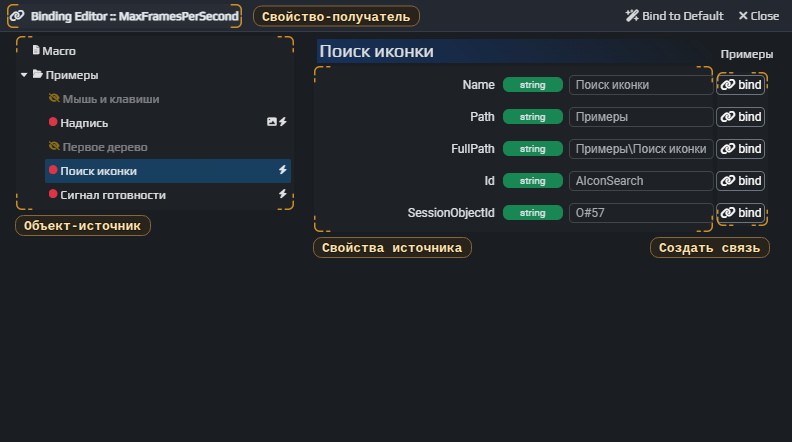 Binding Editor :: MaxFramesPerSecond
Свойство-получатель
Bind to Default
Close
Макро
Примеры
Мышь и клавиши
Надпись
Первое дерево
Поиск иконки
Сигнал готовности
Объект-источник
Поиск иконки
Примеры
Name string Поиск иконки bind
Path string Примеры bind
FullPath string Примеры\Поиск иконки bind
Id string AIconSearch bind
SessionObjectId string O#57 bind
Свойства источника
Создать связь